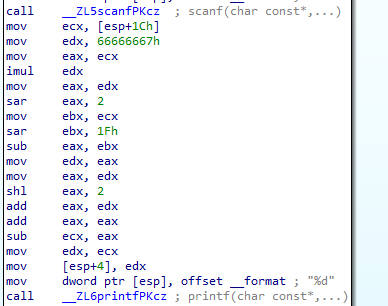 call __ZL5scanfPKcz ; scanf(char const*,...)
mov ecx, [esp+1Ch]
mov edx, 66666667h
mov eax, ecx
imul edx
mov eax, edx
sar eax, 2
mov ebx, ecx
sar ebx, 1Fh
sub eax, ebx
mov edx, eax
mov eax, edx
shl eax, 2
add eax, edx
add eax, eax
sub ecx, eax
mov edx, ecx
mov [esp+4], edx
mov dword ptr [esp], offset __format ; "%d"
call __ZL6printfPKcz ; printf(char const*,...)